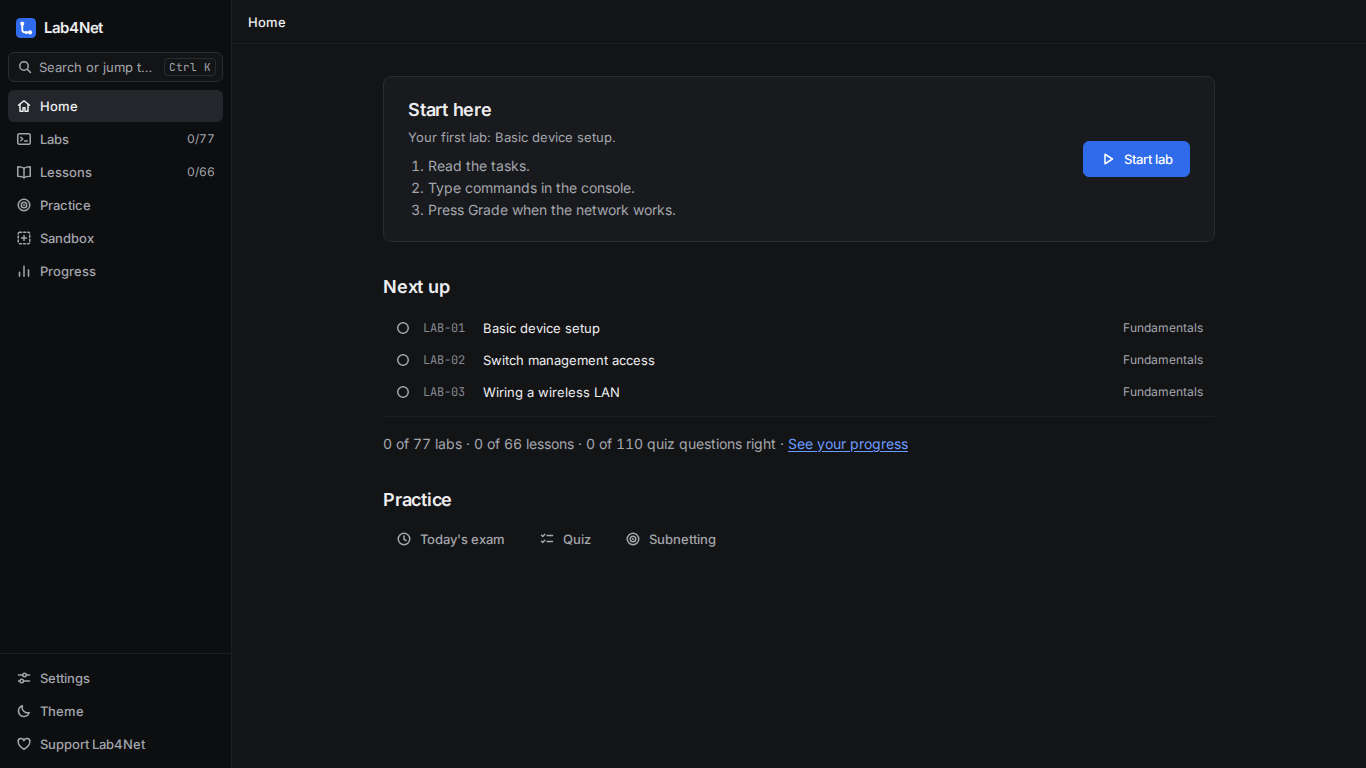 Lab4Net
Search or jump t... Ctrl K
Home
Labs 0/77
Lessons 0/66
Practice
Sandbox
Progress
Settings
Theme
Support Lab4Net
Home
Start here
Your first lab: Basic device setup.
1. Read the tasks.
2. Type commands in the console.
3. Press Grade when the network works.
Start lab
Next up
LAB-01 Basic device setup Fundamentals
LAB-02 Switch management access Fundamentals
LAB-03 Wiring a wireless LAN Fundamentals
0 of 77 labs · 0 of 66 lessons · 0 of 110 quiz questions right · See your progress
Practice
Today's exam Quiz Subnetting